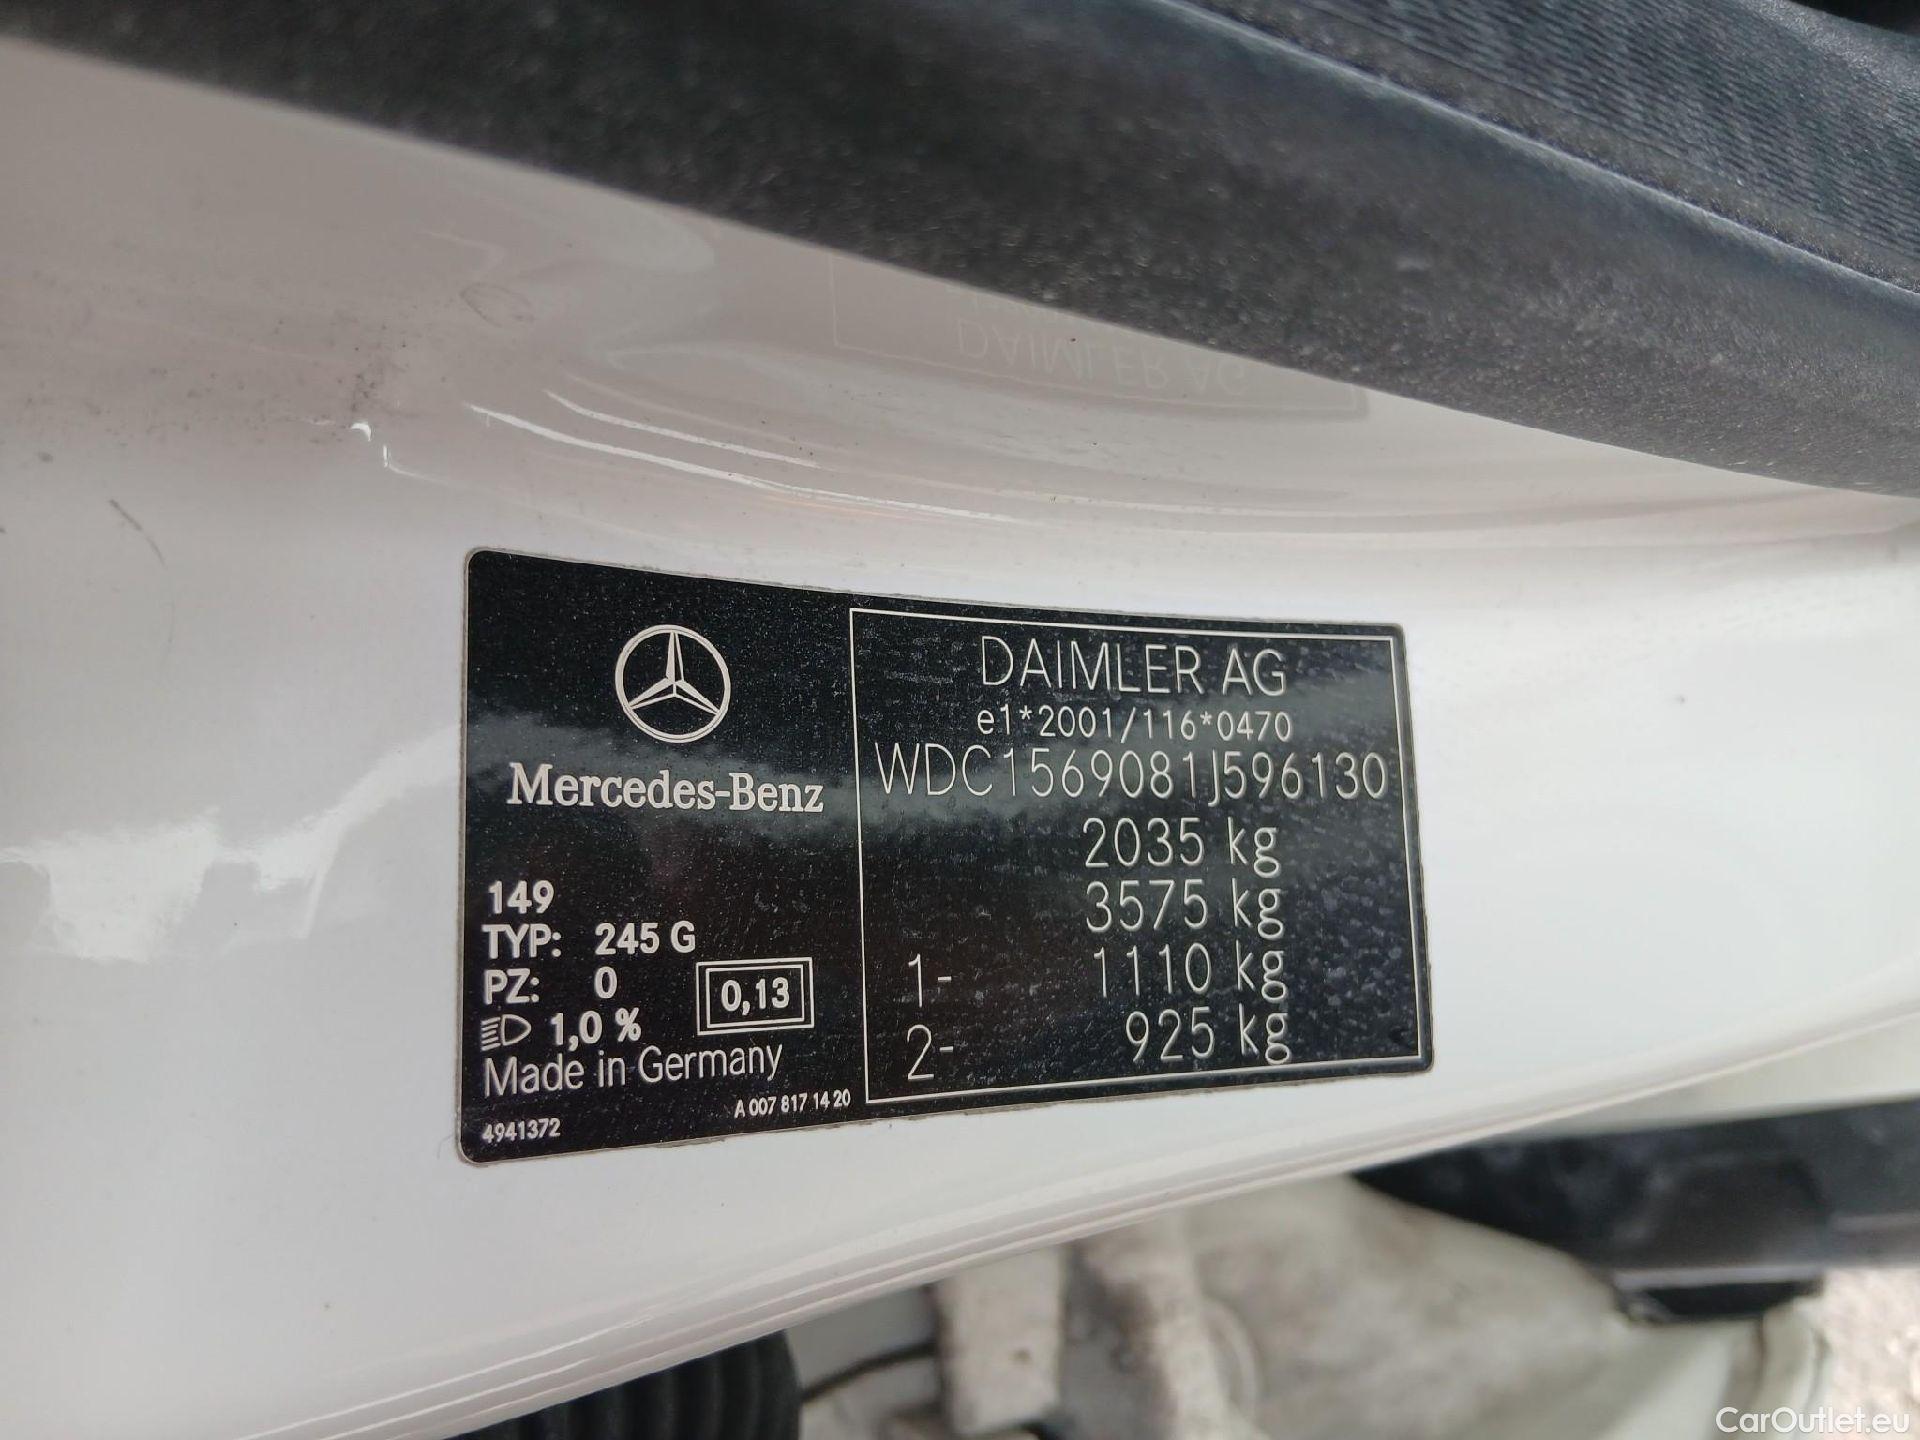 DAIMLER AG
Mercedes-Benz
149
TYP: 245 G
PZ: 0
1,0 %
0,13
Made in Germany
A 007 817 14 20
4941372
DAIMLER AG
e1*2001/116*0470
WDC1569081J596130
2035 kg
3575 kg
1- 1110 kg
2- 925 kg
CarOutlet.eu